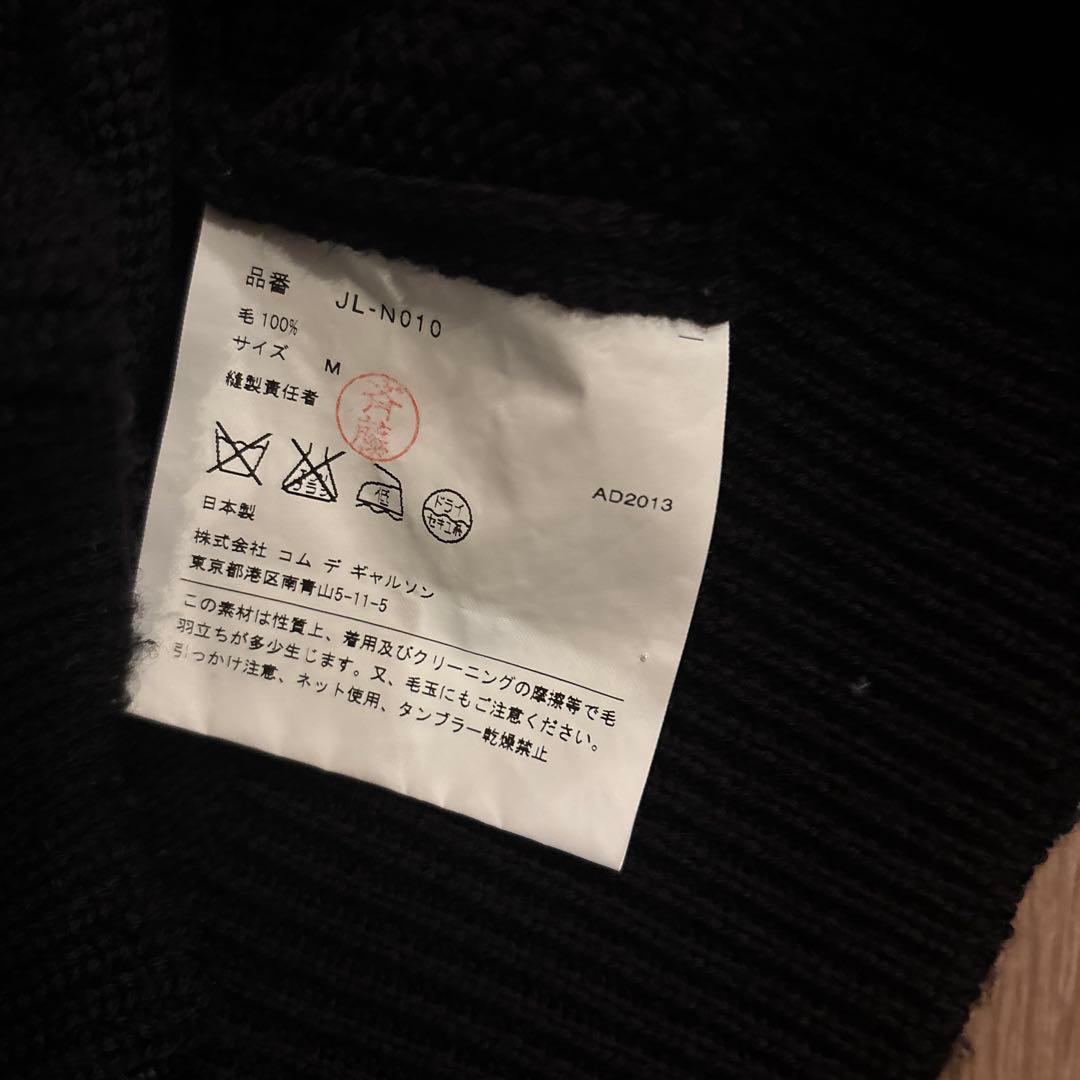 品番 JL-N010
毛 100%
サイズ M
縫製責任者 斉藤
低 ドライ セキユ系
AD2013
日本製
株式会社 コム デ ギャルソン
東京都港区南青山5-11-5
この素材は性質上、着用及びクリーニングの摩擦等で毛
羽立ちが多少生じます。又、毛玉にもご注意ください。
引っかけ注意、ネット使用、タンブラー乾燥禁止